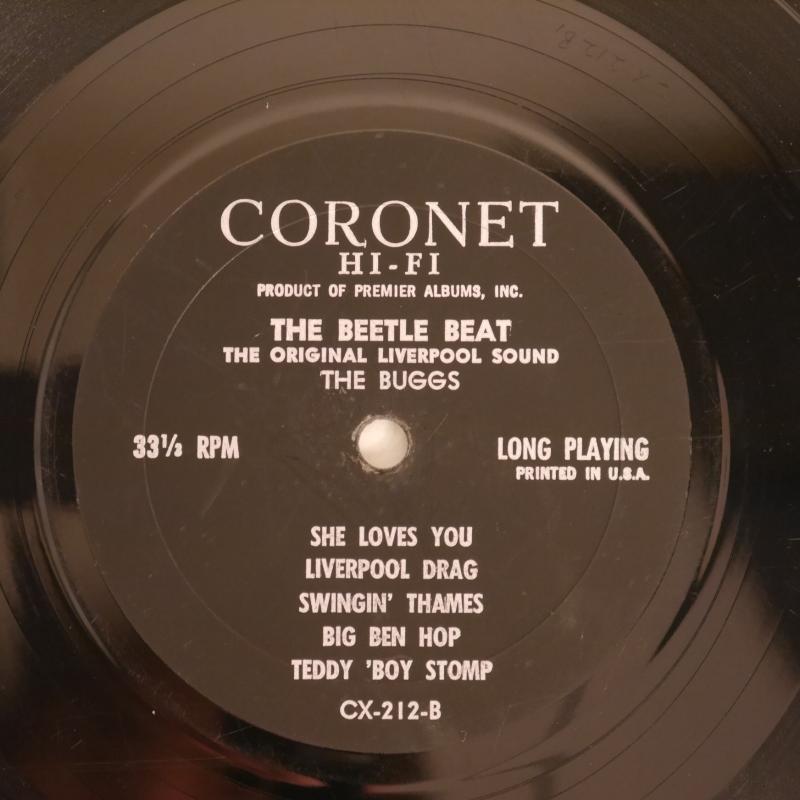 CORONET
HI-FI
PRODUCT OF PREMIER ALBUMS, INC.
THE BEETLE BEAT
THE ORIGINAL LIVERPOOL SOUND
THE BUGGS
33⅓ RPM
LONG PLAYING
PRINTED IN U.S.A.
SHE LOVES YOU
LIVERPOOL DRAG
SWINGIN' THAMES
BIG BEN HOP
TEDDY 'BOY STOMP
CX-212-B